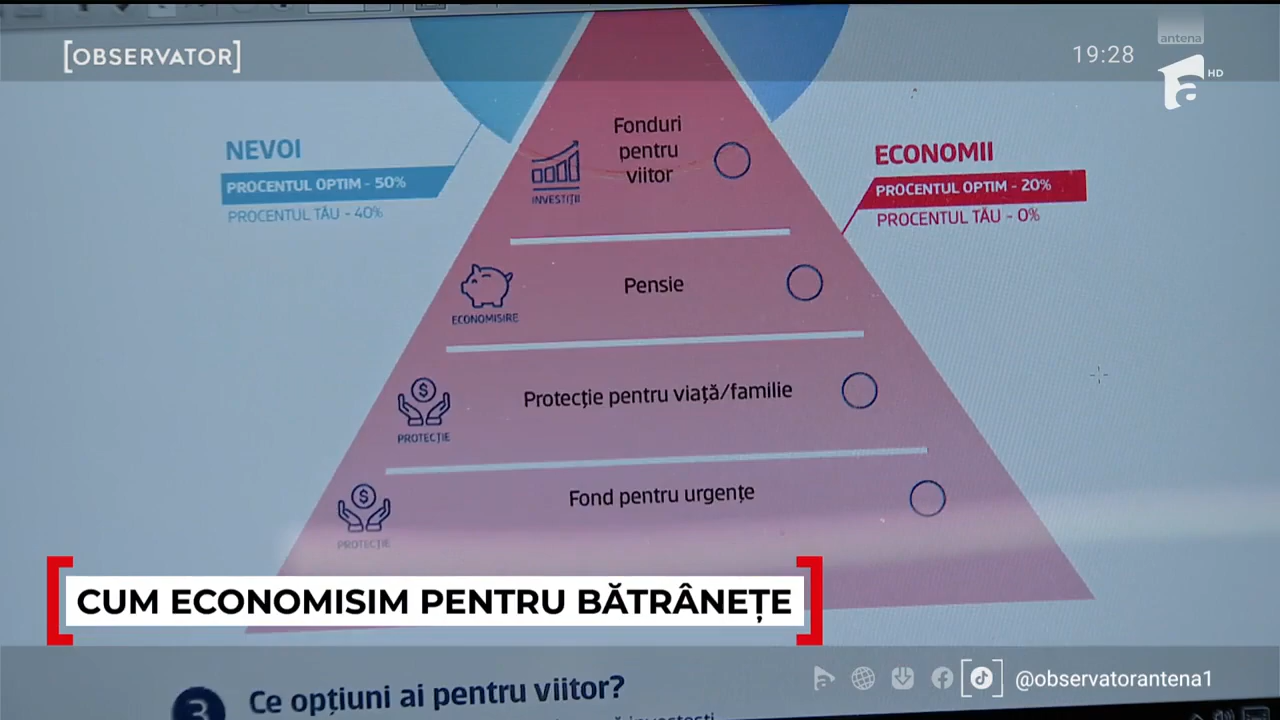 [OBSERVATOR]
19:28
antena
HD
NEVOI
PROCENTUL OPTIM - 50%
PROCENTUL TĂU - 40%
Fonduri
pentru
viitor
INVESTIȚII
ECONOMII
PROCENTUL OPTIM - 20%
PROCENTUL TĂU - 0%
Pensie
ECONOMISIRE
Protecție pentru viață/familie
PROTECȚIE
Fond pentru urgențe
PROTECȚIE
CUM ECONOMISIM PENTRU BĂTRÂNEȚE
3
Ce opțiuni ai pentru viitor?
@observatorantena1